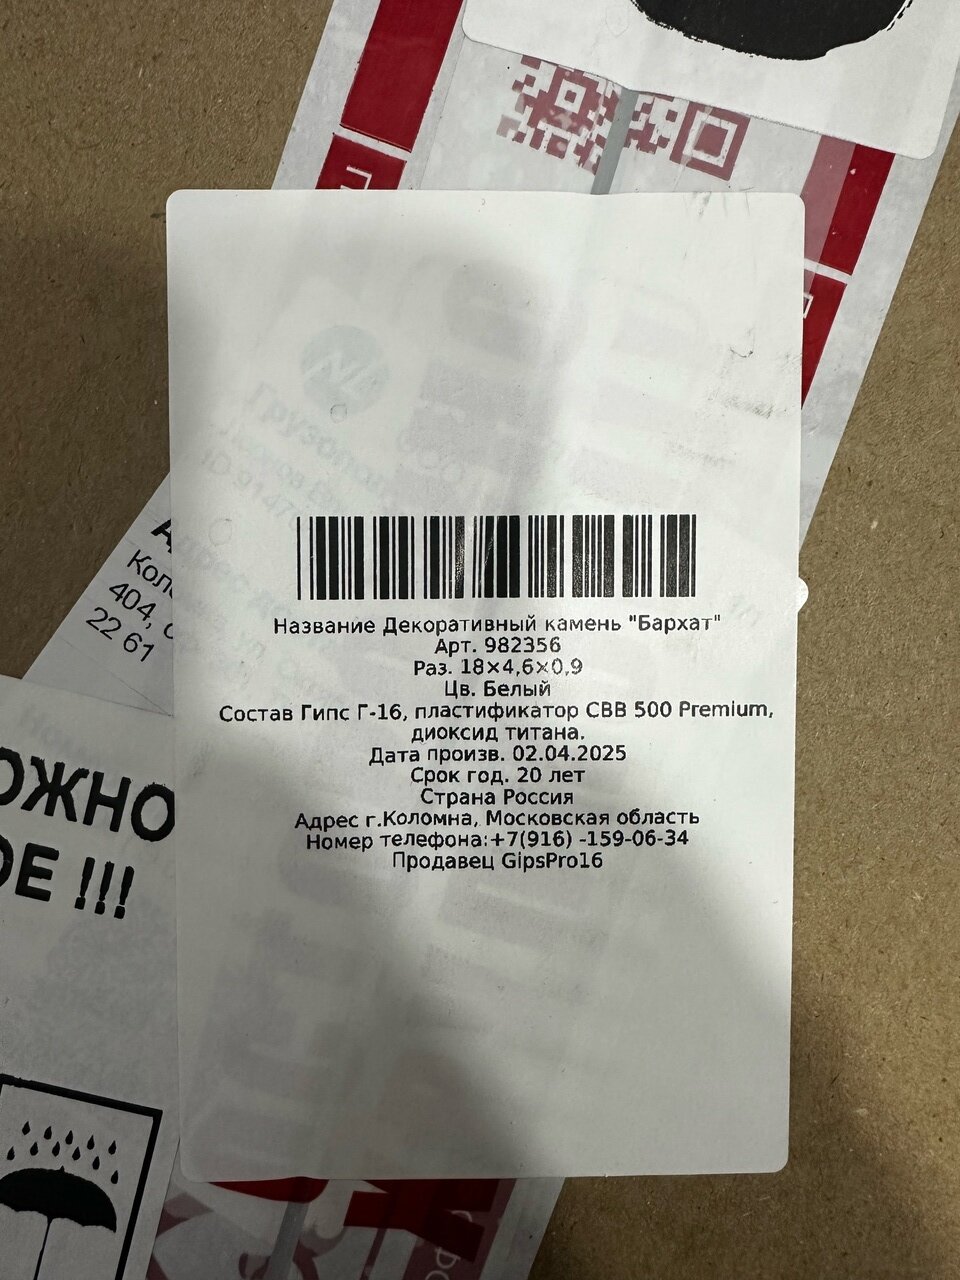 Название Декоративный камень "Бархат"
Арт. 982356
Раз. 18×4,6×0,9
Цв. Белый
Состав Гипс Г-16, пластификатор СВВ 500 Premium,
диоксид титана.
Дата произв. 02.04.2025
Срок год. 20 лет
Страна Россия
Адрес г.Коломна, Московская область
Номер телефона:+7(916) -159-06-34
Продавец GipsPro16
404,
22 61
ОЖНО
ОЕ !!!